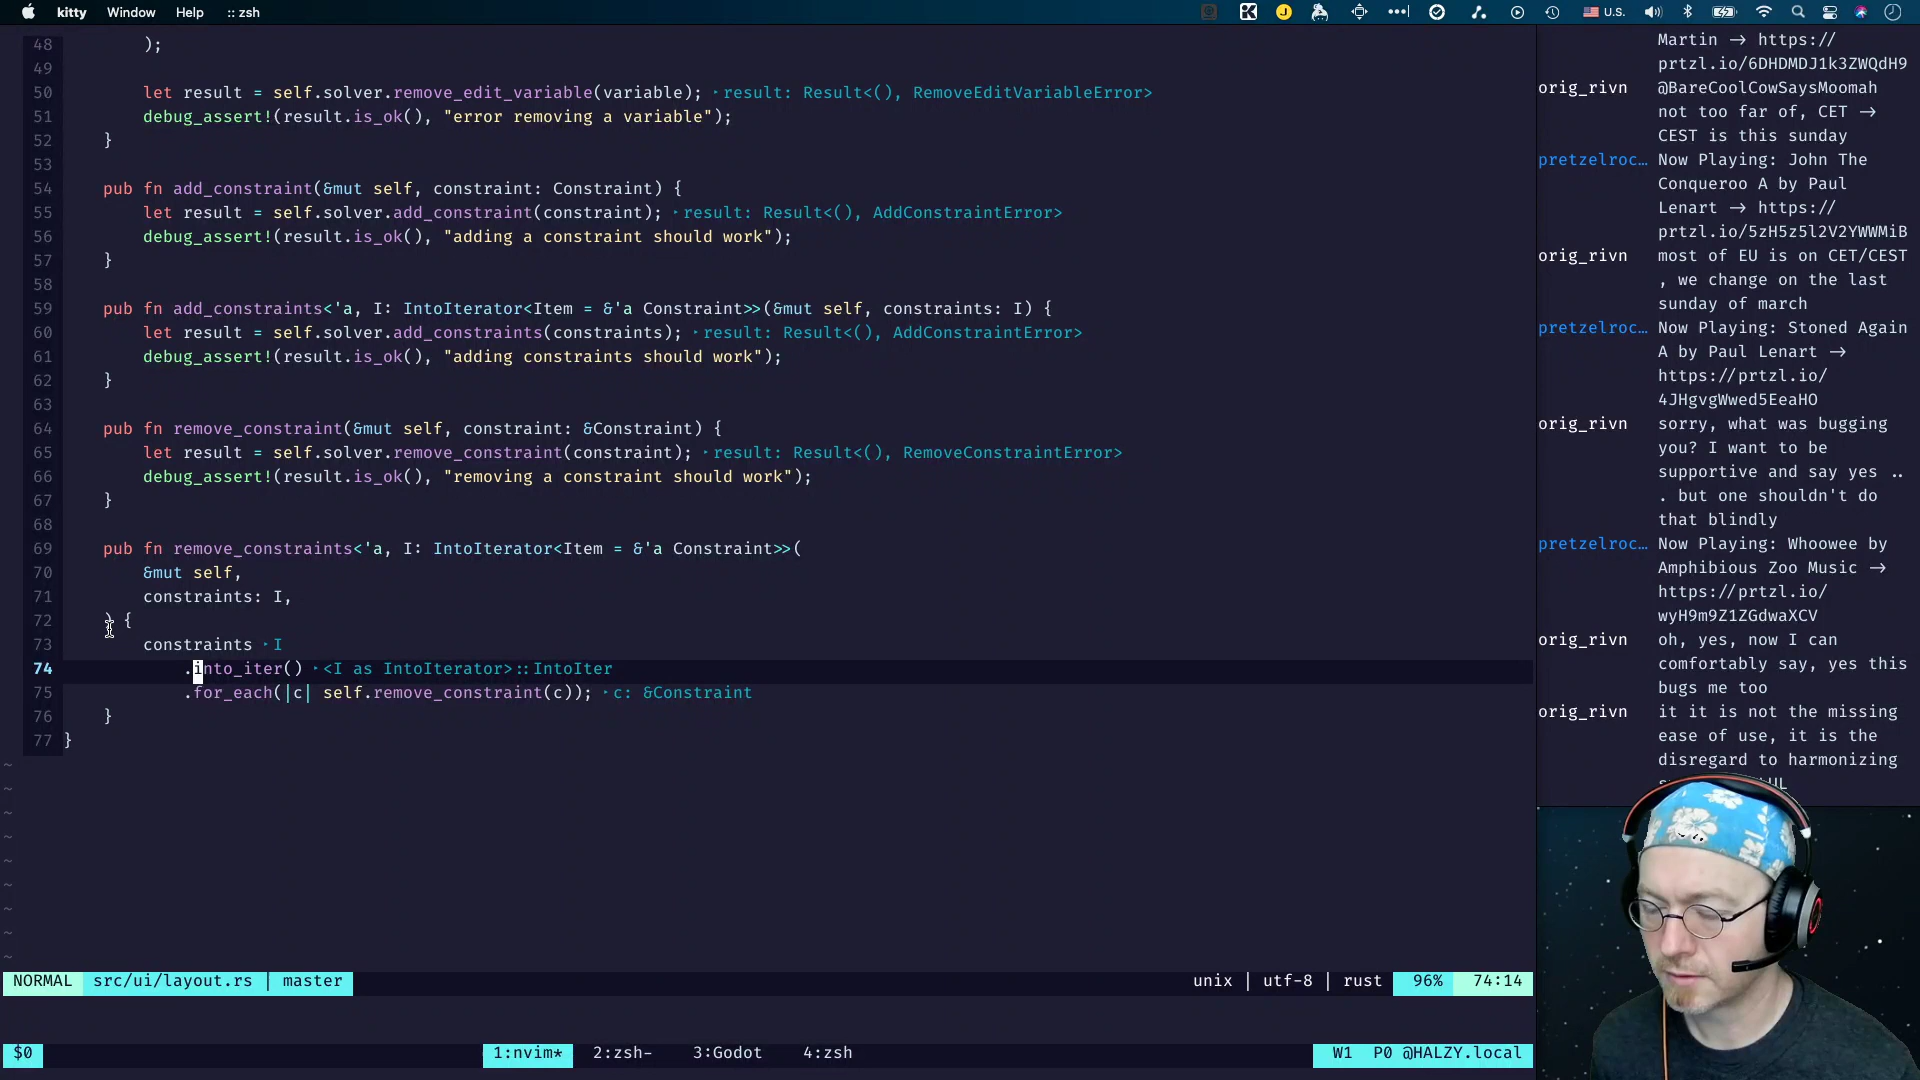 kitty Window Help :: zsh
U.S.
48 );
49
50 let result = self.solver.remove_edit_variable(variable); ‣result: Result<(), RemoveEditVariableError>
51 debug_assert!(result.is_ok(), "error removing a variable");
52 }
53
54 pub fn add_constraint(&mut self, constraint: Constraint) {
55 let result = self.solver.add_constraint(constraint); ‣result: Result<(), AddConstraintError>
56 debug_assert!(result.is_ok(), "adding a constraint should work");
57 }
58
59 pub fn add_constraints<'a, I: IntoIterator<Item = &'a Constraint>>(&mut self, constraints: I) {
60 let result = self.solver.add_constraints(constraints); ‣result: Result<(), AddConstraintError>
61 debug_assert!(result.is_ok(), "adding constraints should work");
62 }
63
64 pub fn remove_constraint(&mut self, constraint: &Constraint) {
65 let result = self.solver.remove_constraint(constraint); ‣result: Result<(), RemoveConstraintError>
66 debug_assert!(result.is_ok(), "removing a constraint should work");
67 }
68
69 pub fn remove_constraints<'a, I: IntoIterator<Item = &'a Constraint>>(
70 &mut self,
71 constraints: I,
72 ) {
73 constraints ‣I
74 .into_iter() ‣<I as IntoIterator>::IntoIter
75 .for_each(|c| self.remove_constraint(c)); ‣c: &Constraint
76 }
77 }
~
~
~
~
~
~
~
~
~
NORMAL src/ui/layout.rs | master unix | utf-8 | rust 96% 74:14
$0 1:nvim* 2:zsh- 3:Godot 4:zsh W1 P0 @HALZY.local
Martin → https://
prtzl.io/6DHDMDJ1k3ZWQdH9
orig_rivn @BareCoolCowSaysMoomah
not too far of, CET →
CEST is this sunday
pretzelroc… Now Playing: John The
Conqueroo A by Paul
Lenart → https://
prtzl.io/5zH5z5l2V2YWWMiB
orig_rivn most of EU is on CET/CEST
, we change on the last
sunday of march
pretzelroc… Now Playing: Stoned Again
A by Paul Lenart →
https://prtzl.io/
4JHgvgWwed5EeaHO
orig_rivn sorry, what was bugging
you? I want to be
supportive and say yes ..
. but one shouldn't do
that blindly
pretzelroc… Now Playing: Whoowee by
Amphibious Zoo Music →
https://prtzl.io/
wyH9m9Z1ZGdwaXCV
orig_rivn oh, yes, now I can
comfortably say, yes this
bugs me too
orig_rivn it it is not the missing
ease of use, it is the
disregard to harmonizing